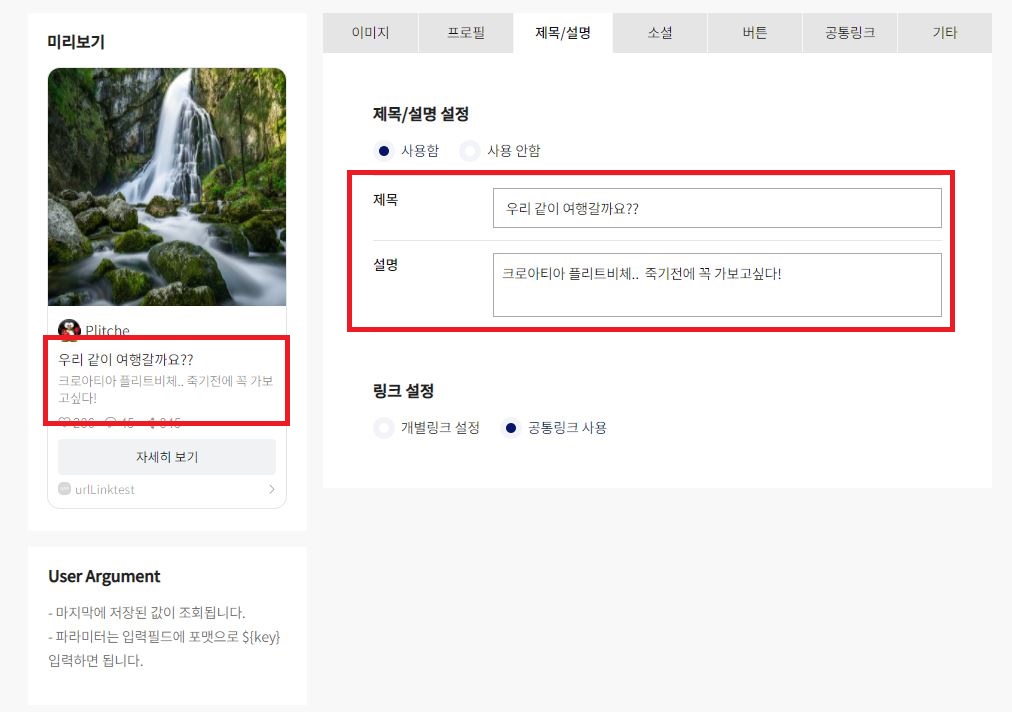 미리보기
Plitche
우리 같이 여행갈까요??
크로아티아 플리트비체.. 죽기전에 꼭 가보
고싶다!
자세히 보기
urlLinktest
User Argument
- 마지막에 저장된 값이 조회됩니다.
- 파라미터는 입력필드에 포맷으로 ${key}
입력하면 됩니다.
이미지 프로필 제목/설명 소셜 버튼 공통링크 기타
제목/설명 설정
사용함 사용 안함
제목 우리 같이 여행갈까요??
설명 크로아티아 플리트비체.. 죽기전에 꼭 가보고싶다!
링크 설정
개별링크 설정 공통링크 사용